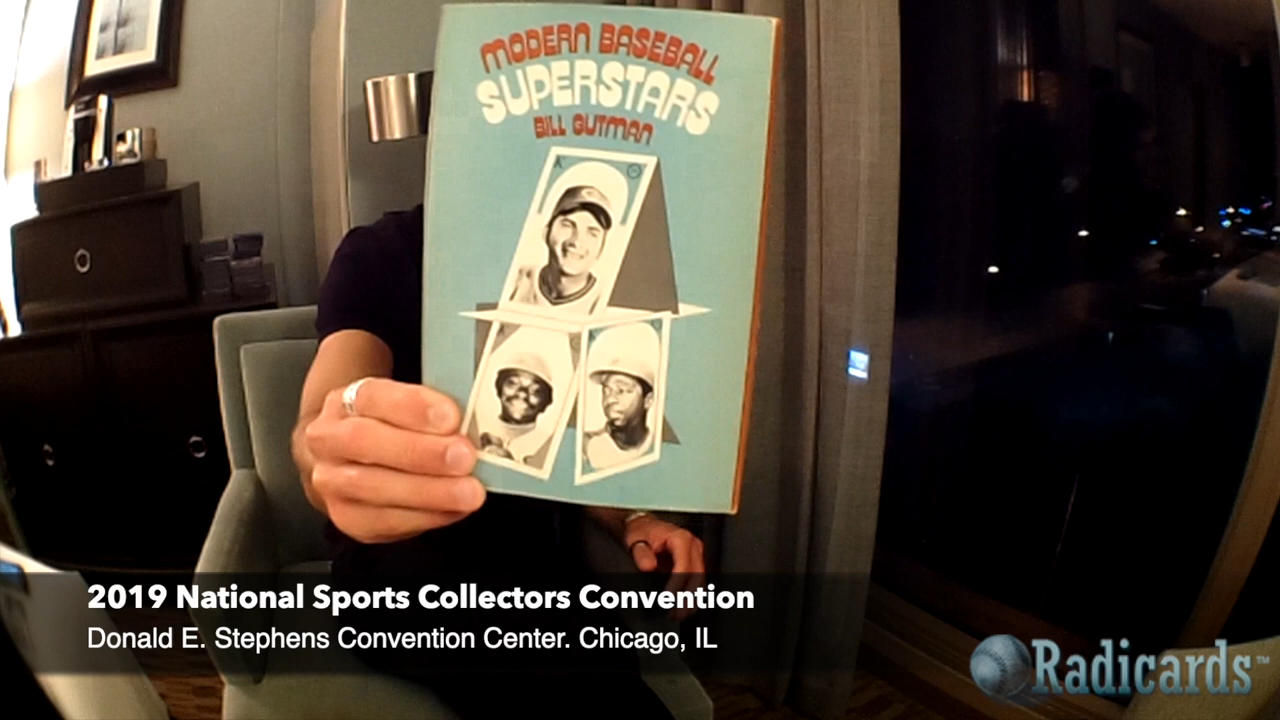 MODERN BASEBALL
SUPERSTARS
BILL GUTMAN
2019 National Sports Collectors Convention
Donald E. Stephens Convention Center. Chicago, IL
Radicards™